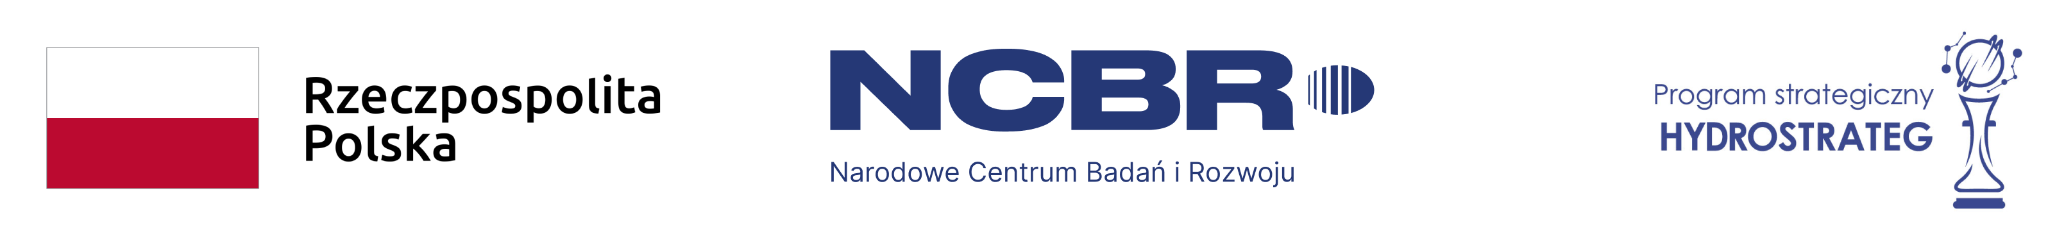 Rzeczpospolita
Polska
NCBR
Narodowe Centrum Badań i Rozwoju
Program strategiczny
HYDROSTRATEG